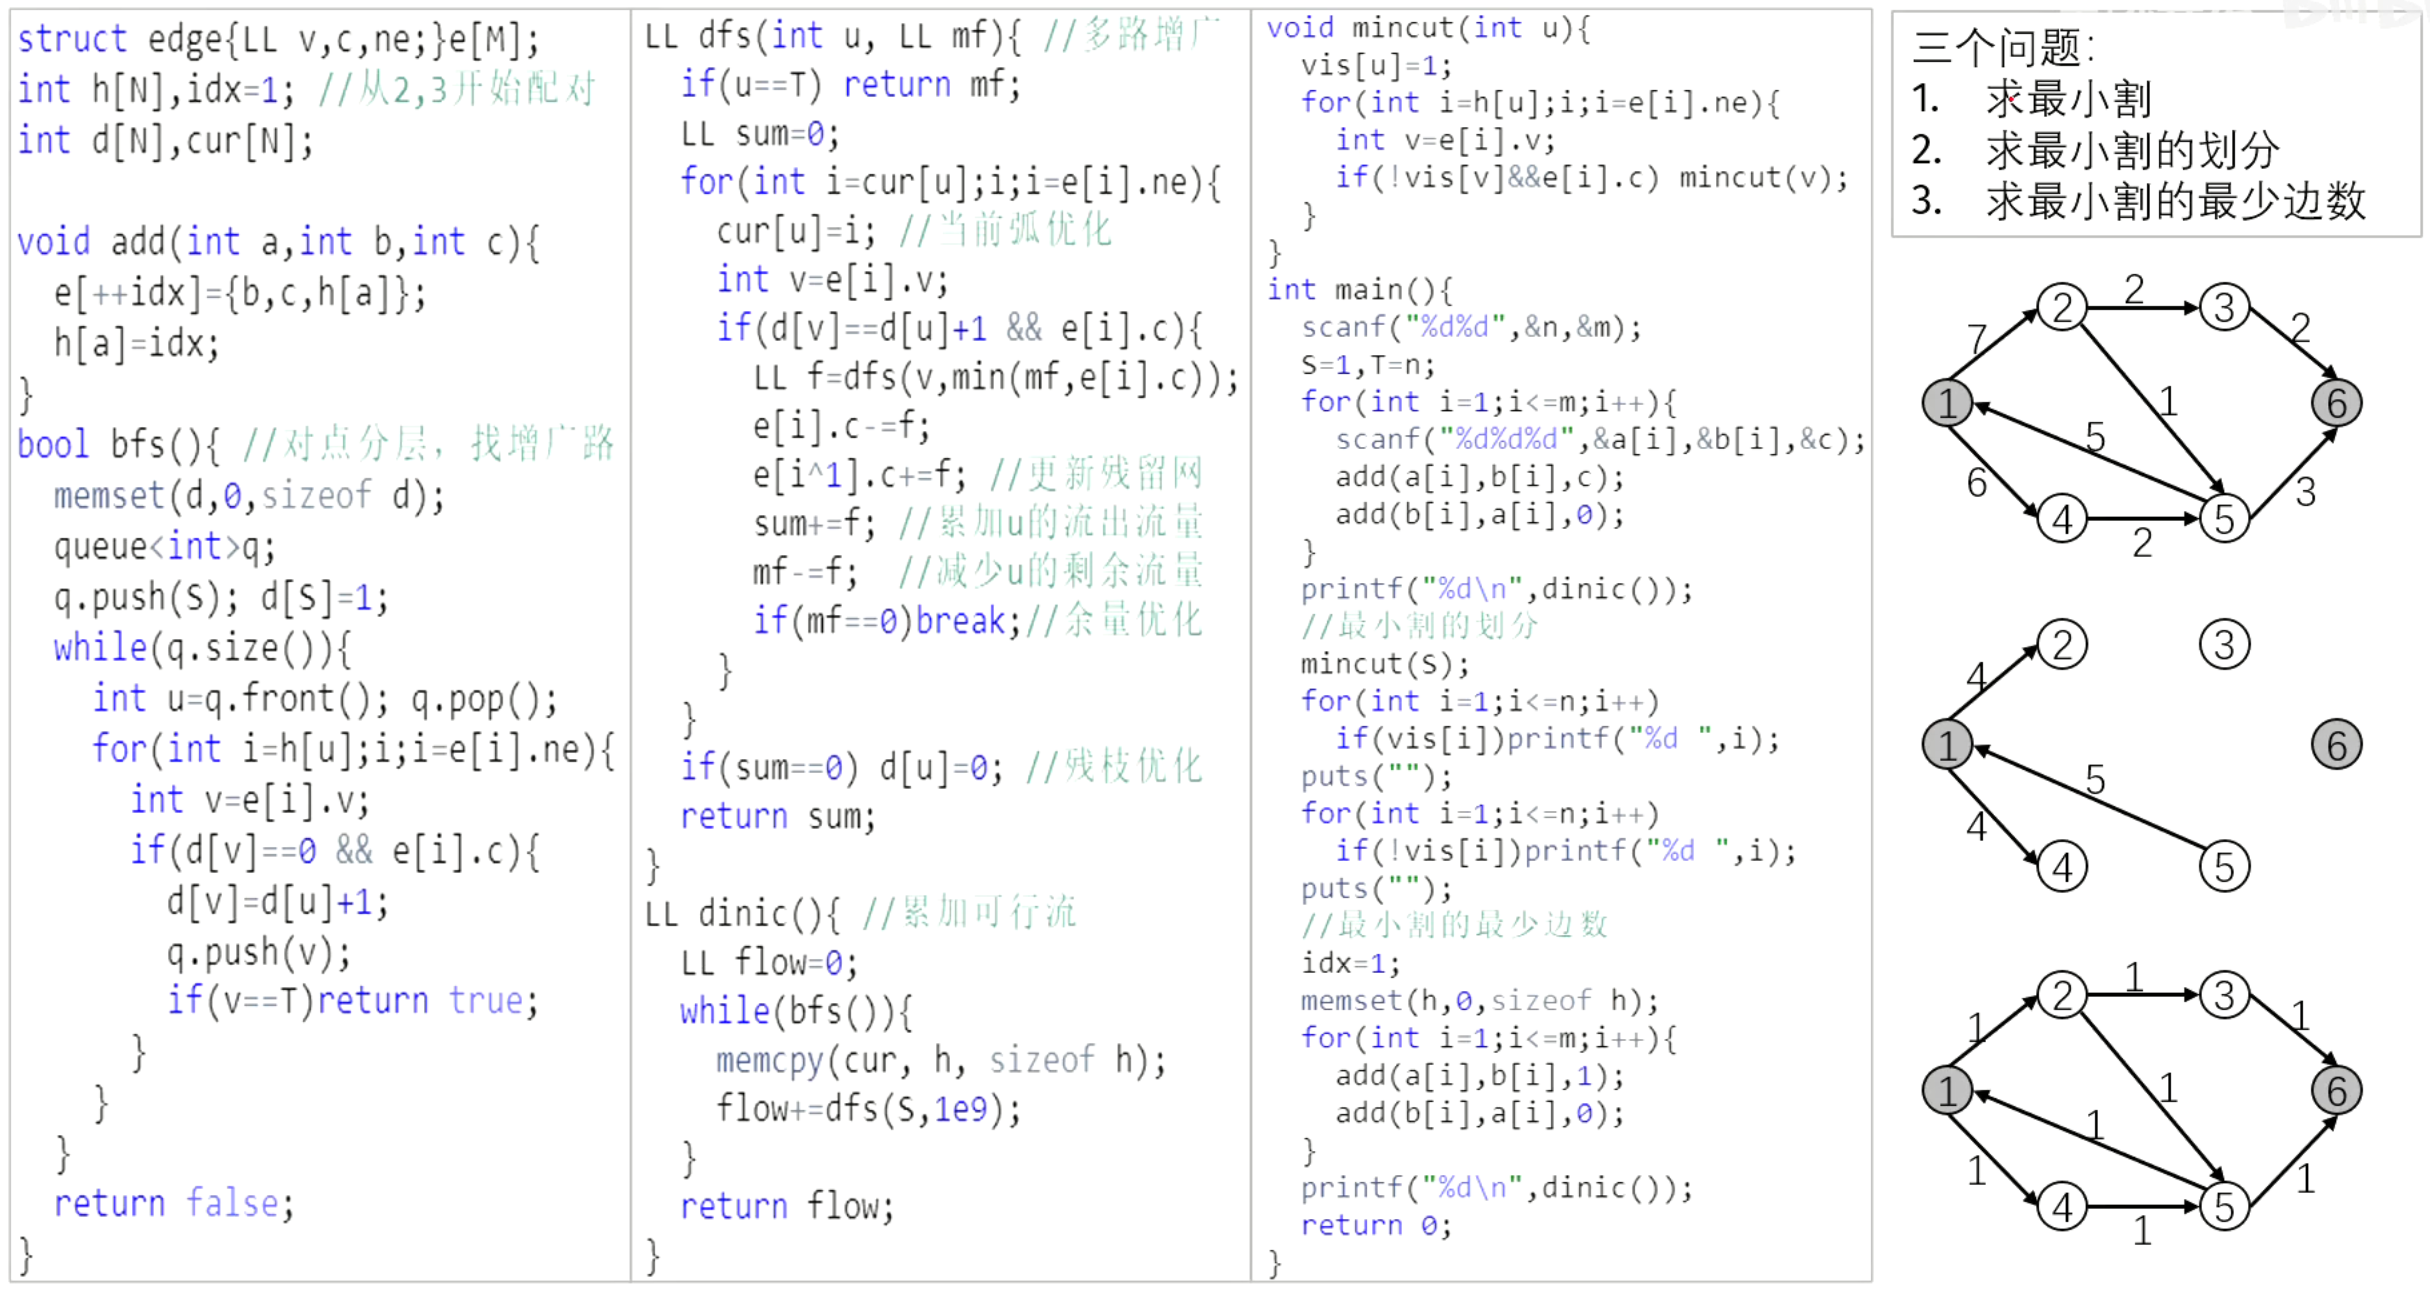 struct edge{LL v,c,ne;}e[M];
int h[N],idx=1; //从2,3开始配对
int d[N],cur[N];
void add(int a,int b,int c){
  e[++idx]={b,c,h[a]};
  h[a]=idx;
}
bool bfs(){ //对点分层，找增广路
  memset(d,0,sizeof d);
  queue<int>q;
  q.push(S); d[S]=1;
  while(q.size()){
    int u=q.front(); q.pop();
    for(int i=h[u];i;i=e[i].ne){
      int v=e[i].v;
      if(d[v]==0 && e[i].c){
        d[v]=d[u]+1;
        q.push(v);
        if(v==T)return true;
      }
    }
  }
  return false;
}
LL dfs(int u, LL mf){ //多路增广
  if(u==T) return mf;
  LL sum=0;
  for(int i=cur[u];i;i=e[i].ne){
    cur[u]=i; //当前弧优化
    int v=e[i].v;
    if(d[v]==d[u]+1 && e[i].c){
      LL f=dfs(v,min(mf,e[i].c));
      e[i].c-=f;
      e[i^1].c+=f; //更新残留网
      sum+=f; //累加u的流出流量
      mf-=f;  //减少u的剩余流量
      if(mf==0)break;//余量优化
    }
  }
  if(sum==0) d[u]=0; //残枝优化
  return sum;
}
LL dinic(){ //累加可行流
  LL flow=0;
  while(bfs()){
    memcpy(cur, h, sizeof h);
    flow+=dfs(S,1e9);
  }
  return flow;
}
void mincut(int u){
  vis[u]=1;
  for(int i=h[u];i;i=e[i].ne){
    int v=e[i].v;
    if(!vis[v]&&e[i].c) mincut(v);
  }
}
int main(){
  scanf("%d%d",&n,&m);
  S=1,T=n;
  for(int i=1;i<=m;i++){
    scanf("%d%d%d",&a[i],&b[i],&c);
    add(a[i],b[i],c);
    add(b[i],a[i],0);
  }
  printf("%d\n",dinic());
  //最小割的划分
  mincut(S);
  for(int i=1;i<=n;i++)
    if(vis[i])printf("%d ",i);
  puts("");
  for(int i=1;i<=n;i++)
    if(!vis[i])printf("%d ",i);
  puts("");
  //最小割的最少边数
  idx=1;
  memset(h,0,sizeof h);
  for(int i=1;i<=m;i++){
    add(a[i],b[i],1);
    add(b[i],a[i],0);
  }
  printf("%d\n",dinic());
  return 0;
}
三个问题：
1. 求最小割
2. 求最小割的划分
3. 求最小割的最少边数
2
2 3
7 2
1 1 6
5
6 3
4 5
2
2 3
4
1 6
5
4
4 5
1
2 3
1 1
1 1 6
1
1 1
4 5
1